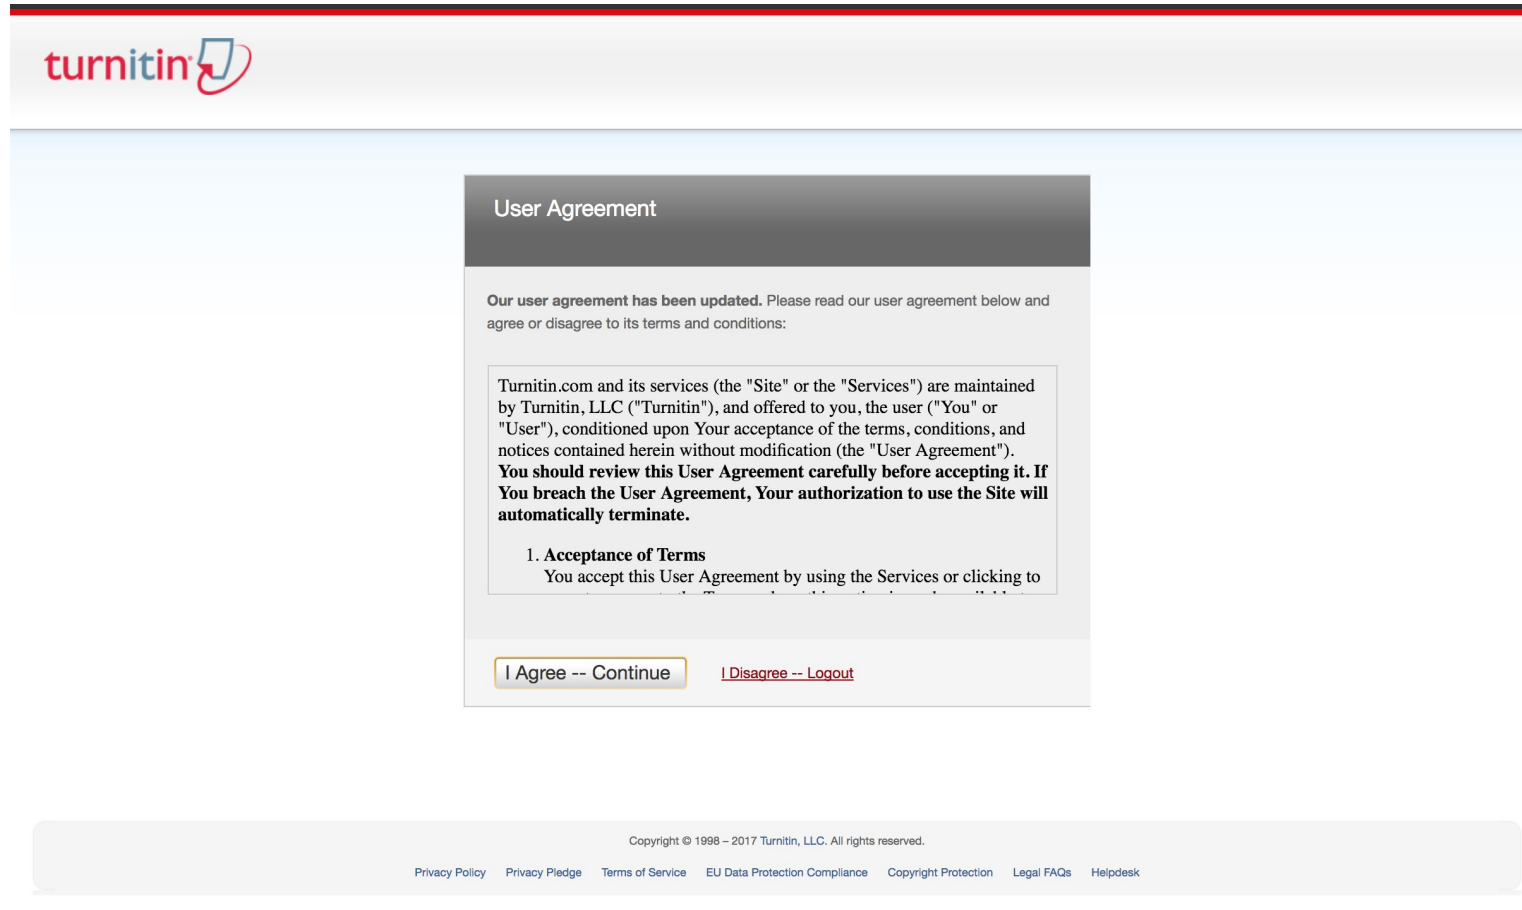 turnitin
User Agreement
Our user agreement has been updated. Please read our user agreement below and
agree or disagree to its terms and conditions:
Turnitin.com and its services (the "Site" or the "Services") are maintained
by Turnitin, LLC ("Turnitin"), and offered to you, the user ("You" or
"User"), conditioned upon Your acceptance of the terms, conditions, and
notices contained herein without modification (the "User Agreement").
You should review this User Agreement carefully before accepting it. If
You breach the User Agreement, Your authorization to use the Site will
automatically terminate.
1. Acceptance of Terms
You accept this User Agreement by using the Services or clicking to
I Agree -- Continue I Disagree -- Logout
Copyright © 1998 – 2017 Turnitin, LLC. All rights reserved.
Privacy Policy Privacy Pledge Terms of Service EU Data Protection Compliance Copyright Protection Legal FAQs Helpdesk